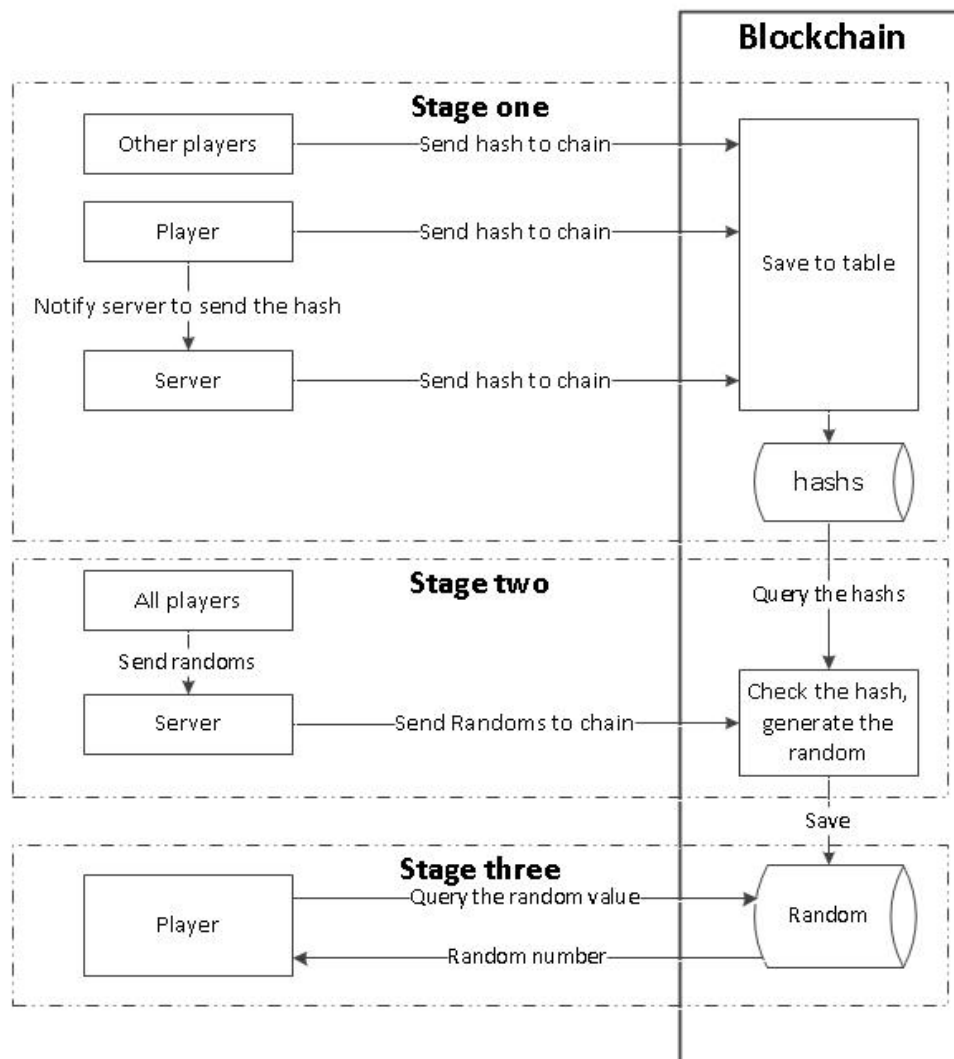 Blockchain
Stage one
Other players
Send hash to chain
Player
Send hash to chain
Save to table
Notify server to send the hash
Server
Send hash to chain
hashs
Stage two
All players
Query the hashs
Send randoms
Server
Send Randoms to chain
Check the hash,
generate the
random
Save
Stage three
Query the random value
Player
Random
Random number